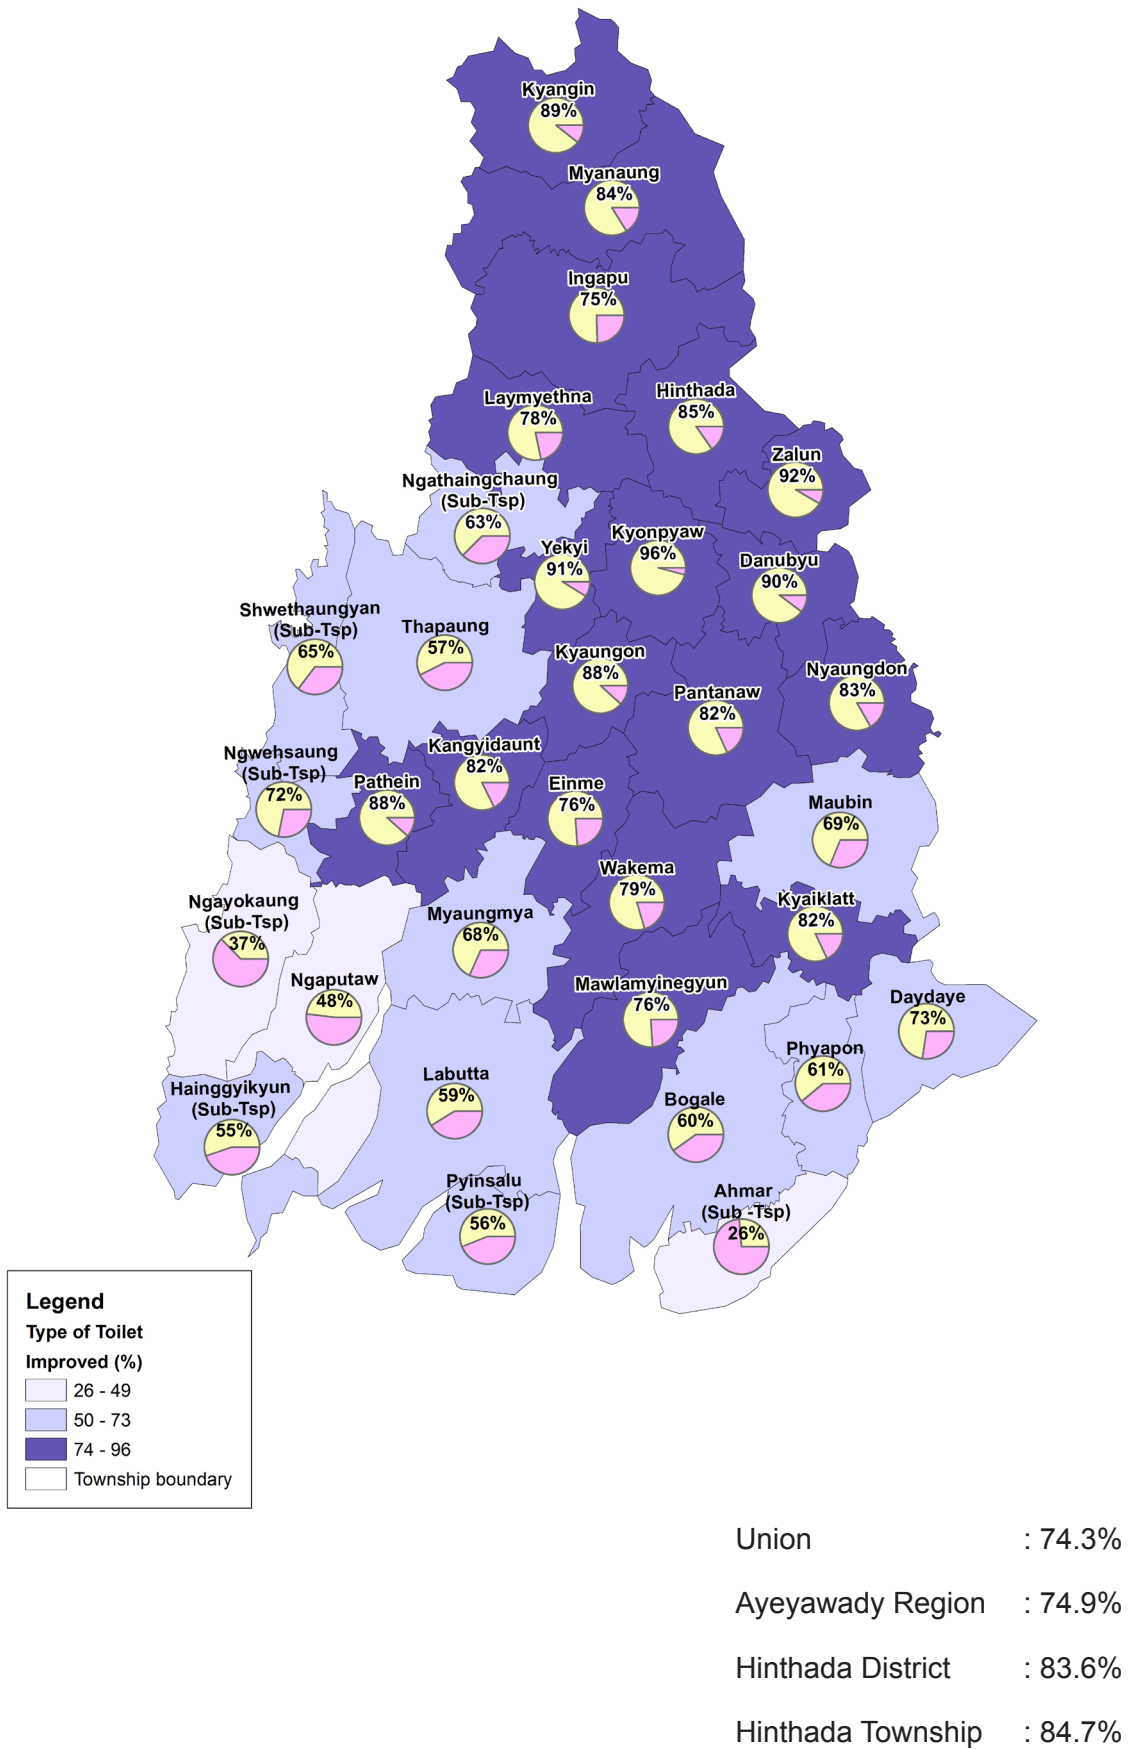 Kyangin
89%
Myanaung
84%
Ingapu
75%
Laymyethna
78%
Hinthada
85%
Zalun
92%
Ngathaingchaung
(Sub-Tsp)
63%
Yekyi
91%
Kyonpyaw
96%
Danubyu
90%
Shwethaungyan
(Sub-Tsp)
65%
Thapaung
57%
Kyaungon
88%
Pantanaw
82%
Nyaungdon
83%
Ngwehsaung
(Sub-Tsp)
72%
Pathein
88%
Kangyidaunt
82%
Einme
76%
Maubin
69%
Wakema
79%
Kyaiklatt
82%
Ngayokaung
(Sub-Tsp)
37%
Myaungmya
68%
Ngaputaw
48%
Mawlamyinegyun
76%
Daydaye
73%
Phyapon
61%
Hainggyikyun
(Sub-Tsp)
55%
Labutta
59%
Bogale
60%
Pyinsalu
(Sub-Tsp)
56%
Ahmar
(Sub -Tsp)
26%
Legend
Type of Toilet
Improved (%)
26 - 49
50 - 73
74 - 96
Township boundary
Union : 74.3%
Ayeyawady Region : 74.9%
Hinthada District : 83.6%
Hinthada Township : 84.7%